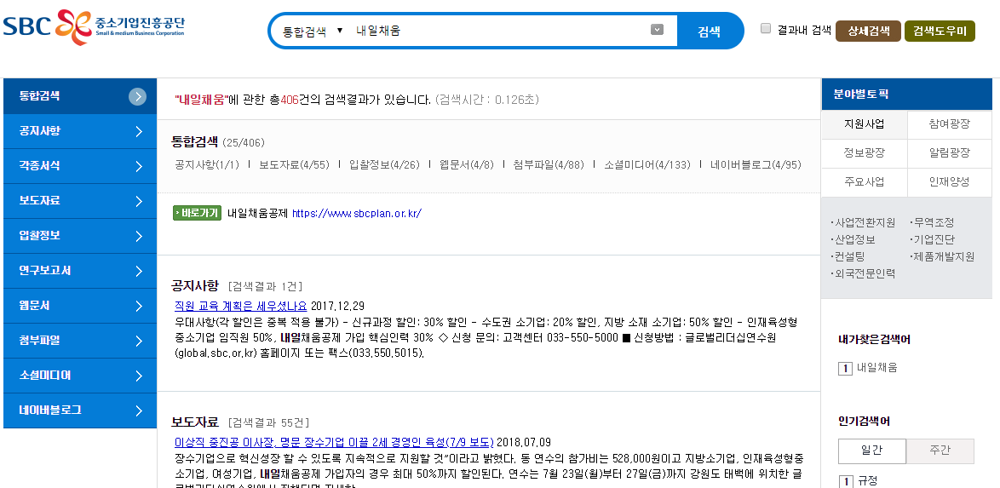 SBC 중소기업진흥공단
Small & medium Business Corporation
통합검색 ▼ 내일채움 검색
결과내 검색 상세검색 검색도우미
통합검색
공지사항
각종서식
보도자료
입찰정보
연구보고서
웹문서
첨부파일
소셜미디어
네이버블로그
"내일채움"에 관한 총406건의 검색결과가 있습니다. (검색시간 : 0.126초)
통합검색 (25/406)
공지사항(1/1) | 보도자료(4/55) | 입찰정보(4/26) | 웹문서(4/8) | 첨부파일(4/88) | 소셜미디어(4/133) | 네이버블로그(4/95)
바로가기 내일채움공제 https://www.sbcplan.or.kr/
공지사항 [검색결과 1건]
직원 교육 계획은 세우셨나요 2017.12.29
우대사항(각 할인은 중복 적용 불가) - 신규과정 할인: 30% 할인 - 수도권 소기업: 20% 할인, 지방 소재 소기업: 50% 할인 - 인재육성형
중소기업 임직원 50%, 내일채움공제 가입 핵심인력 30% ◇ 신청 문의: 고객센터 033-550-5000 ■ 신청방법 : 글로벌리더십연수원
(global.sbc.or.kr) 홈페이지 또는 팩스(033.550.5015),
보도자료 [검색결과 55건]
이상직 중진공 이사장, 명문 장수기업 이끌 2세 경영인 육성(7/9 보도) 2018.07.09
장수기업으로 혁신성장 할 수 있도록 지속적으로 지원할 것"이라고 밝혔다. 동 연수의 참가비는 528,000원이고 지방소기업, 인재육성형중
소기업, 여성기업, 내일채움공제 가입자의 경우 최대 50%까지 할인된다. 연수는 7월 23일(월)부터 27일(금)까지 강원도 태백에 위치한 글
분야별토픽
지원사업 참여광장
정보광장 알림광장
주요사업 인재양성
·사업전환지원 ·무역조정
·산업정보 ·기업진단
·컨설팅 ·제품개발지원
·외국전문인력
내가찾은검색어
1 내일채움
인기검색어
일간 주간
1 규정